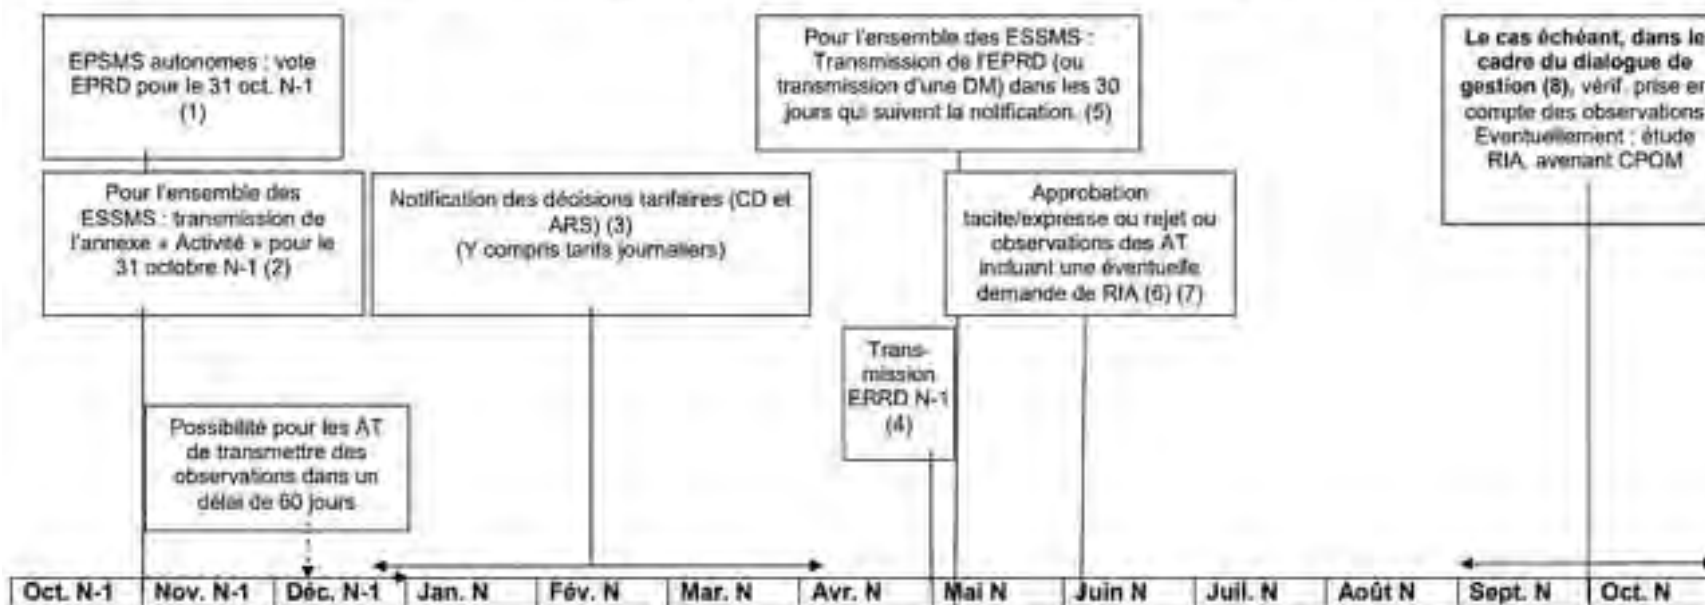 EPSMS autonomes : vote
EPRD pour le 31 oct. N-1
(1)
Pour l'ensemble des
ESSMS : transmission de
l'annexe « Activité » pour le
31 octobre N-1 (2)
Possibilité pour les AT
de transmettre des
observations dans un
délai de 60 jours
Notification des décisions tarifaires (CD et
ARS) (3)
(Y compris tarifs journaliers)
Pour l'ensemble des ESSMS :
Transmission de l'EPRD (ou
transmission d'une DM) dans les 30
jours qui suivent la notification. (5)
Approbation
tacite/expresse ou rejet ou
observations des AT
incluant une éventuelle
demande de RIA (6) (7)
Trans-
mission
ERRD N-1
(4)
Le cas échéant, dans le
cadre du dialogue de
gestion (8), vérif. prise en
compte des observations
Eventuellement : étude
RIA, avenant CPOM
Oct. N-1 Nov. N-1 Déc. N-1 Jan. N Fév. N Mar. N Avr. N Mai N Juin N Juil. N Août N Sept. N Oct. N